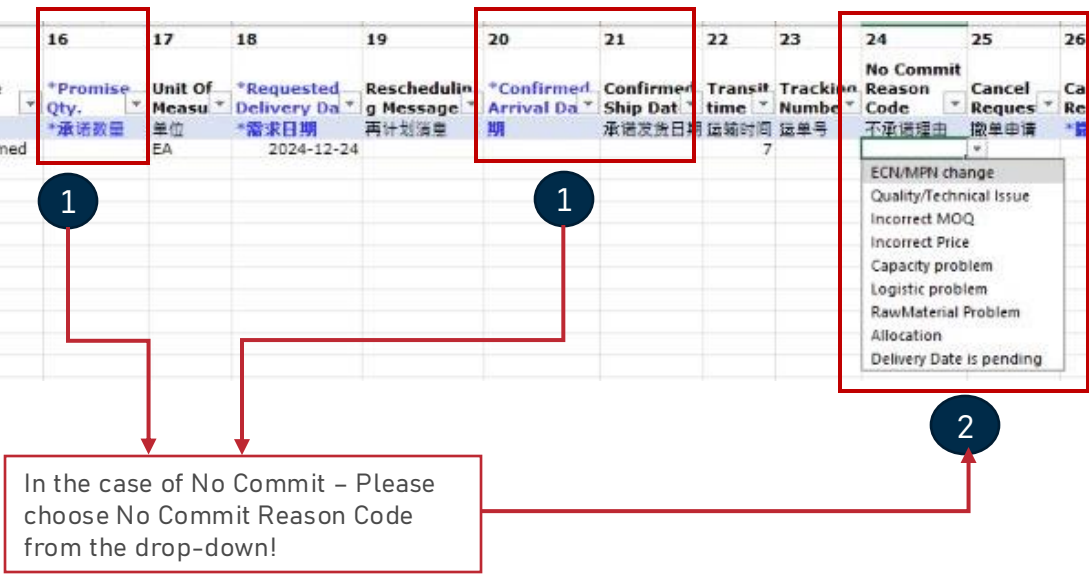 16 17 18 19 20 21 22 23 24 25 26
*Promise Qty. Unit Of Measu *Requested Delivery Da Reschedulin g Message *Confirmed Arrival Da Confirmed Ship Dat Transit time Tracking Numbe No Commit Reason Code Cancel Reques Ca Re
*承诺数量 单位 *需求日期 再计划消息 期 承诺发货日期 运输时间 运单号 不承诺理由 撤单申请
ned EA 2024-12-24 7
ECN/MPN change
Quality/Technical Issue
Incorrect MOQ
Incorrect Price
Capacity problem
Logistic problem
RawMaterial Problem
Allocation
Delivery Date is pending
1 1
2
In the case of No Commit – Please
choose No Commit Reason Code
from the drop-down!